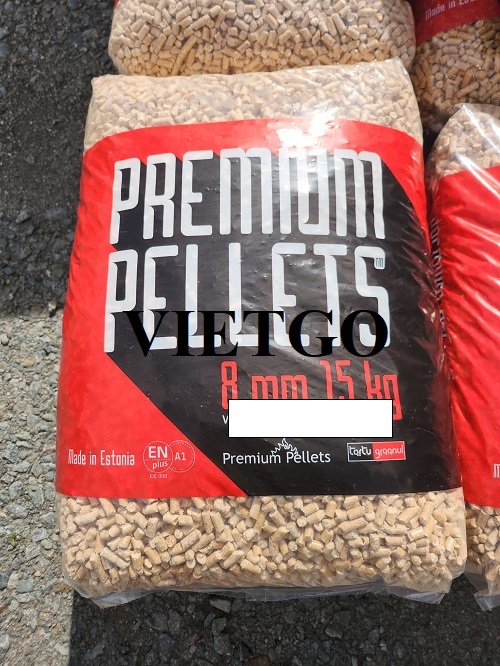 Made in Estonia
PREMIUM
PELLETS
VIETGO
8 mm 15 kg
Made in Estonia
EN
plus
A1
Premium Pellets
tartu graanul